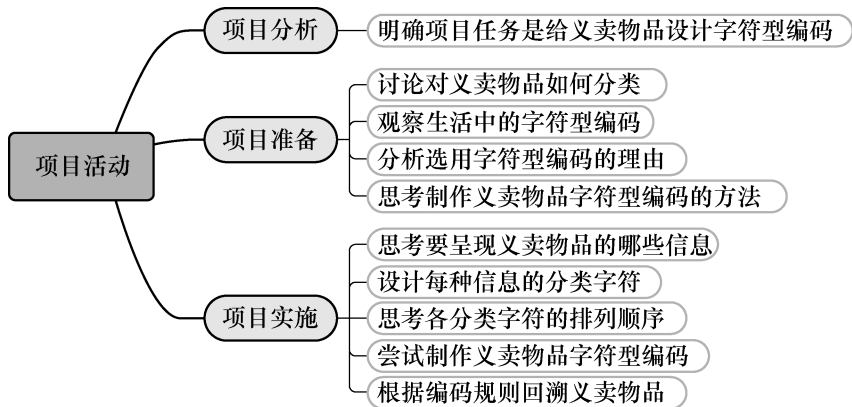 项目活动
项目分析
明确项目任务是给义卖物品设计字符型编码
项目准备
讨论对义卖物品如何分类
观察生活中的字符型编码
分析选用字符型编码的理由
思考制作义卖物品字符型编码的方法
项目实施
思考要呈现义卖物品的哪些信息
设计每种信息的分类字符
思考各分类字符的排列顺序
尝试制作义卖物品字符型编码
根据编码规则回溯义卖物品